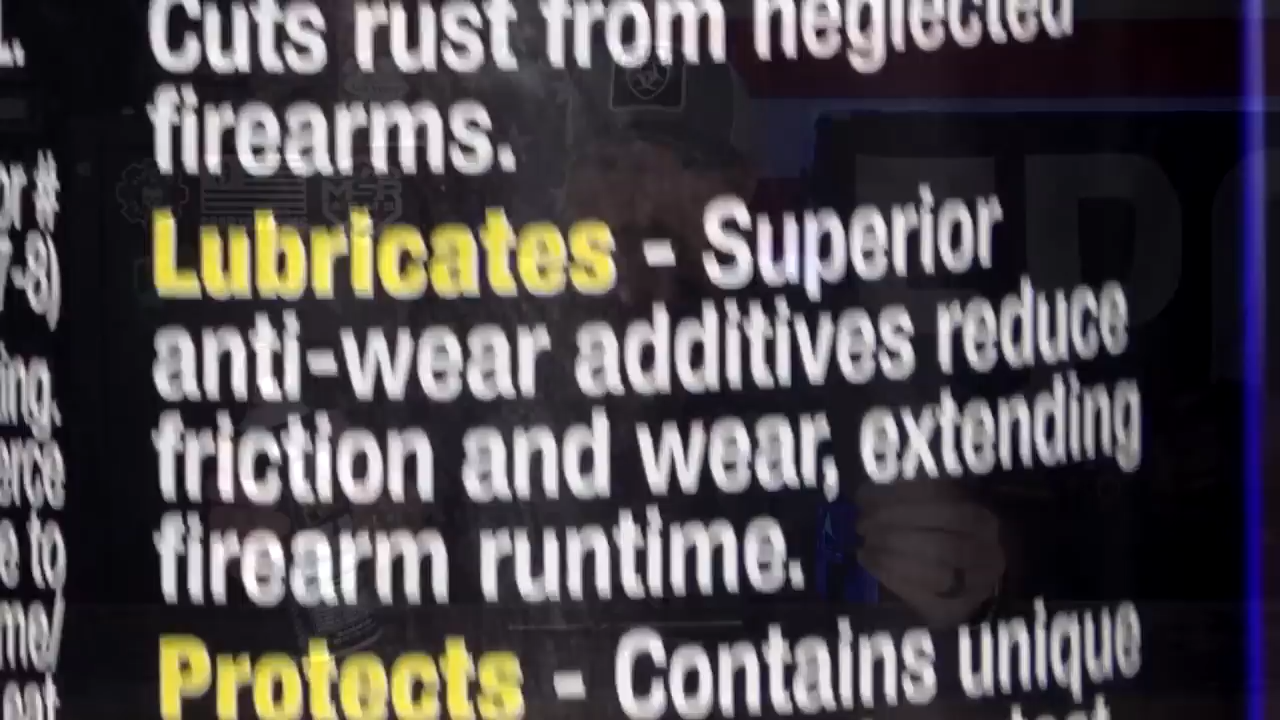 Cuts rust from neglected
firearms.
Lubricates - Superior
anti-wear additives reduce
friction and wear, extending
firearm runtime.
Protects - Contains unique